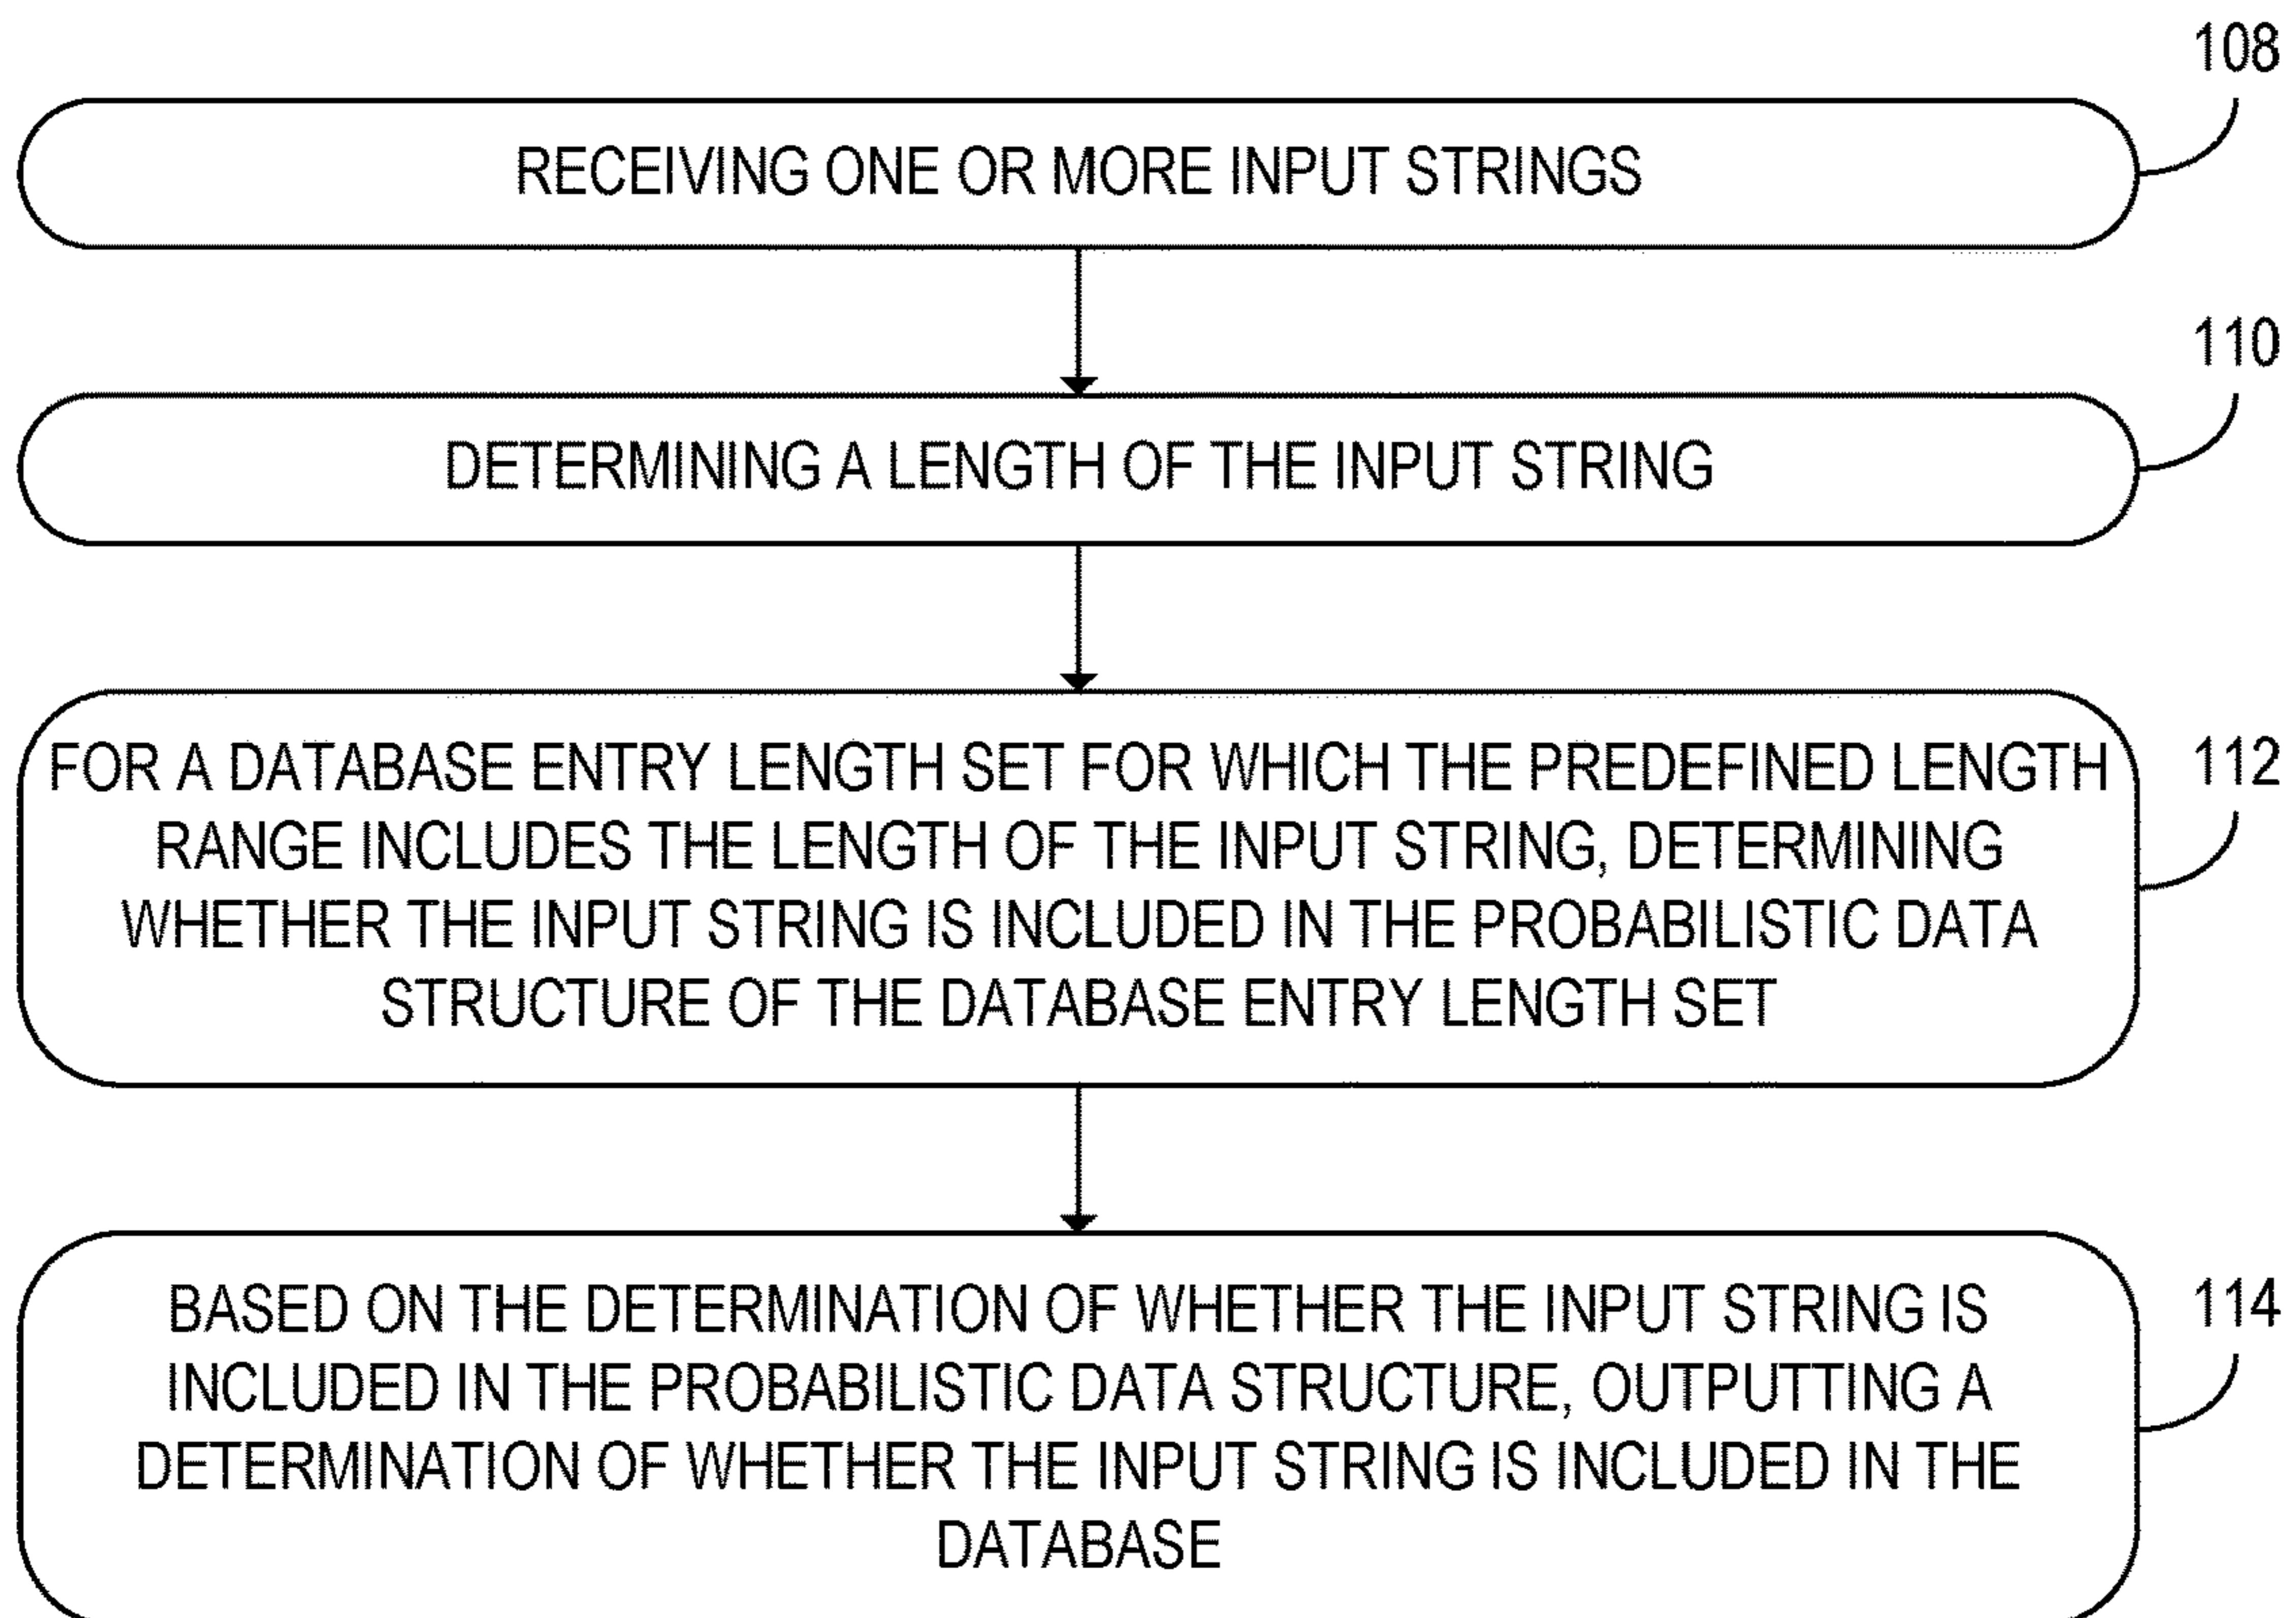 108
RECEIVING ONE OR MORE INPUT STRINGS
110
DETERMINING A LENGTH OF THE INPUT STRING
FOR A DATABASE ENTRY LENGTH SET FOR WHICH THE PREDEFINED LENGTH
112
RANGE INCLUDES THE LENGTH OF THE INPUT STRING, DETERMINING
WHETHER THE INPUT STRING IS INCLUDED IN THE PROBABILISTIC DATA
STRUCTURE OF THE DATABASE ENTRY LENGTH SET
BASED ON THE DETERMINATION OF WHETHER THE INPUT STRING IS
114
INCLUDED IN THE PROBABILISTIC DATA STRUCTURE, OUTPUTTING A
DETERMINATION OF WHETHER THE INPUT STRING IS INCLUDED IN THE
DATABASE